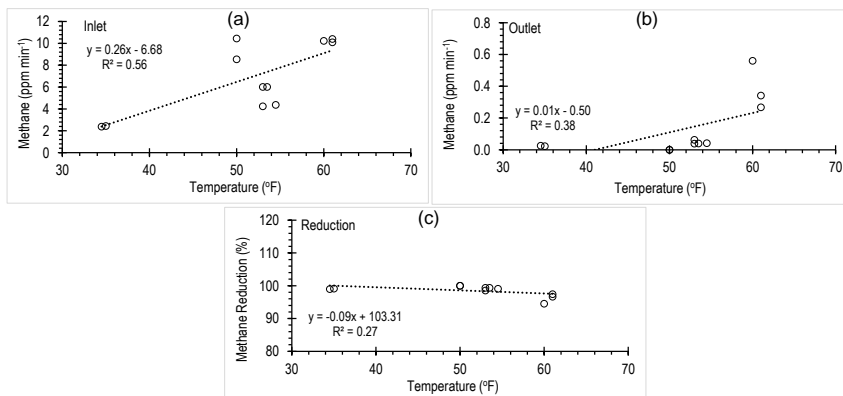 (a)
Inlet
y = 0.26x - 6.68
R² = 0.56
Methane (ppm min⁻¹)
12
10
8
6
4
2
0
30 40 50 60 70
Temperature (°F)
(b)
Outlet
y = 0.01x - 0.50
R² = 0.38
Methane (ppm min⁻¹)
0.8
0.6
0.4
0.2
0.0
30 40 50 60 70
Temperature (°F)
(c)
Reduction
y = -0.09x + 103.31
R² = 0.27
Methane Reduction (%)
120
110
100
90
80
30 40 50 60 70
Temperature (°F)